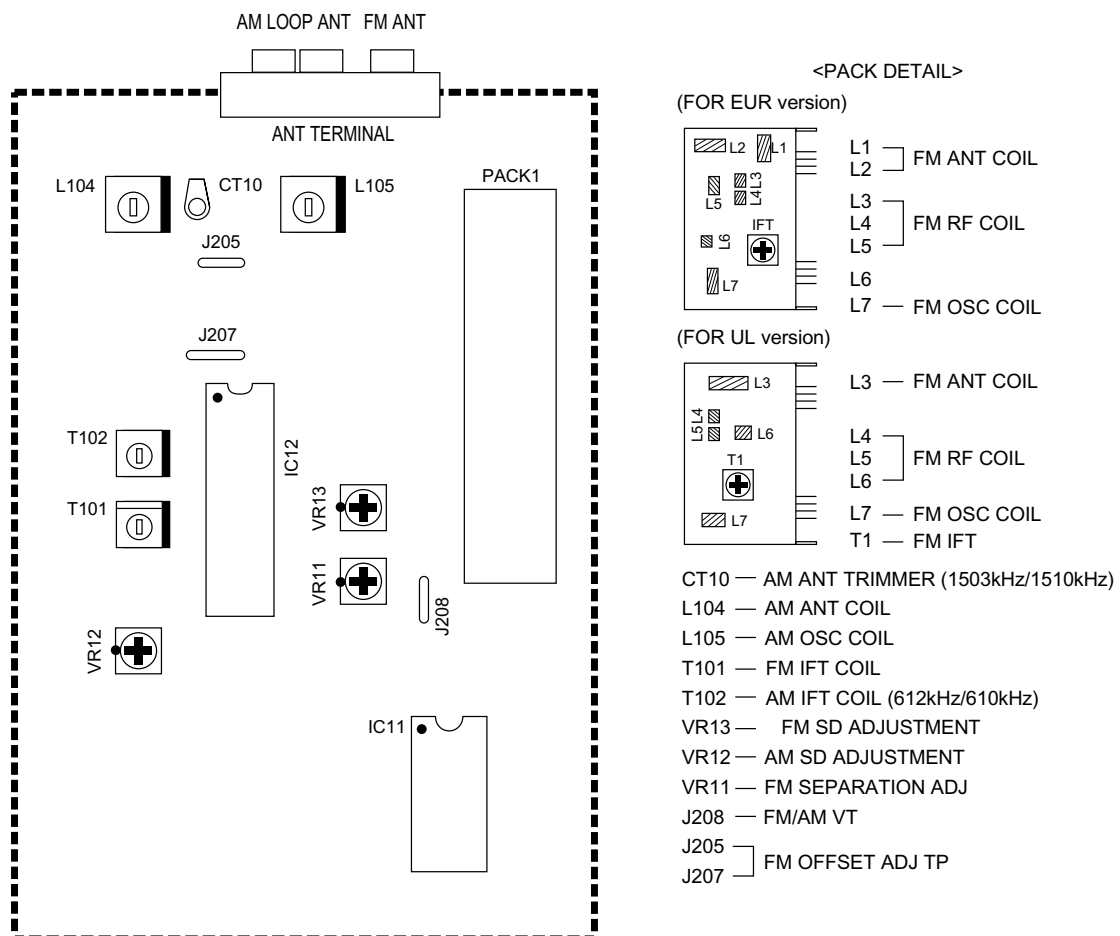 AM LOOP ANT FM ANT
ANT TERMINAL
L104
CT10
L105
PACK1
J205
J207
T102
T101
IC12
VR13
VR11
J208
VR12
IC11
<PACK DETAIL>
(FOR EUR version)
L2
L1
L5
L4L3
IFT
L6
L7
L1
L2
FM ANT COIL
L3
L4
L5
FM RF COIL
L6
L7 — FM OSC COIL
(FOR UL version)
L3
L5L4
L6
T1
L7
L3 — FM ANT COIL
L4
L5
L6
FM RF COIL
L7 — FM OSC COIL
T1 — FM IFT
CT10 — AM ANT TRIMMER (1503kHz/1510kHz)
L104 — AM ANT COIL
L105 — AM OSC COIL
T101 — FM IFT COIL
T102 — AM IFT COIL (612kHz/610kHz)
VR13 — FM SD ADJUSTMENT
VR12 — AM SD ADJUSTMENT
VR11 — FM SEPARATION ADJ
J208 — FM/AM VT
J205
J207
FM OFFSET ADJ TP